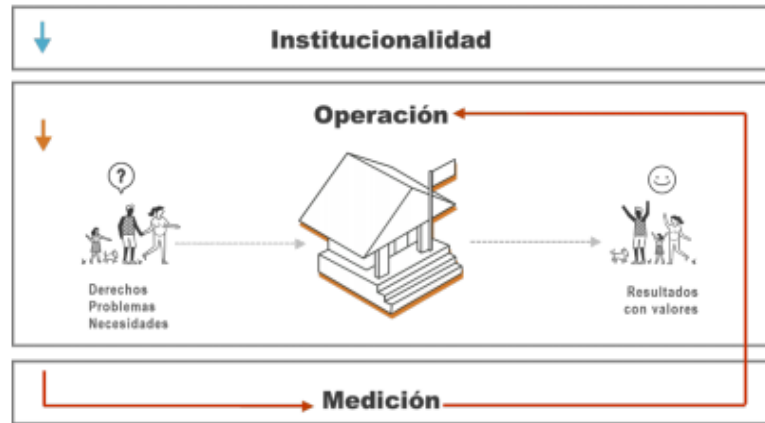 Institucionalidad
Operación
?
Derechos
Problemas
Necesidades
Resultados
con valores
Medición